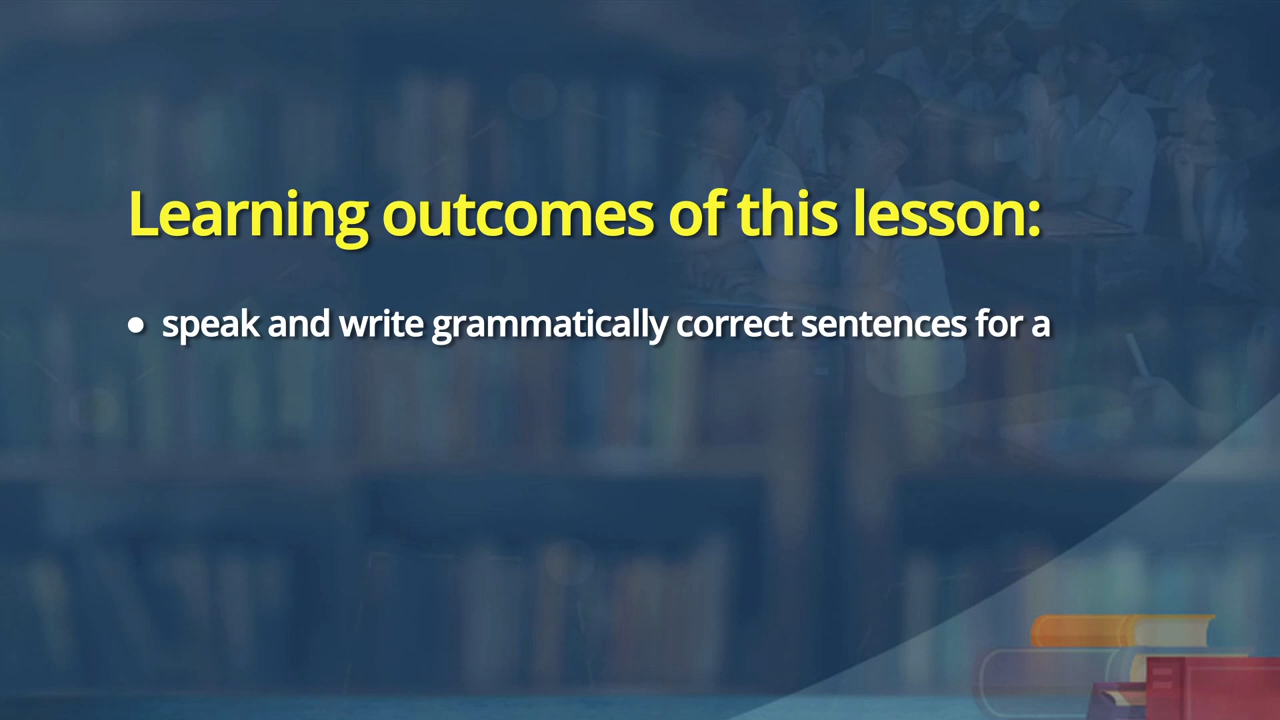 Learning outcomes of this lesson:
• speak and write grammatically correct sentences for a